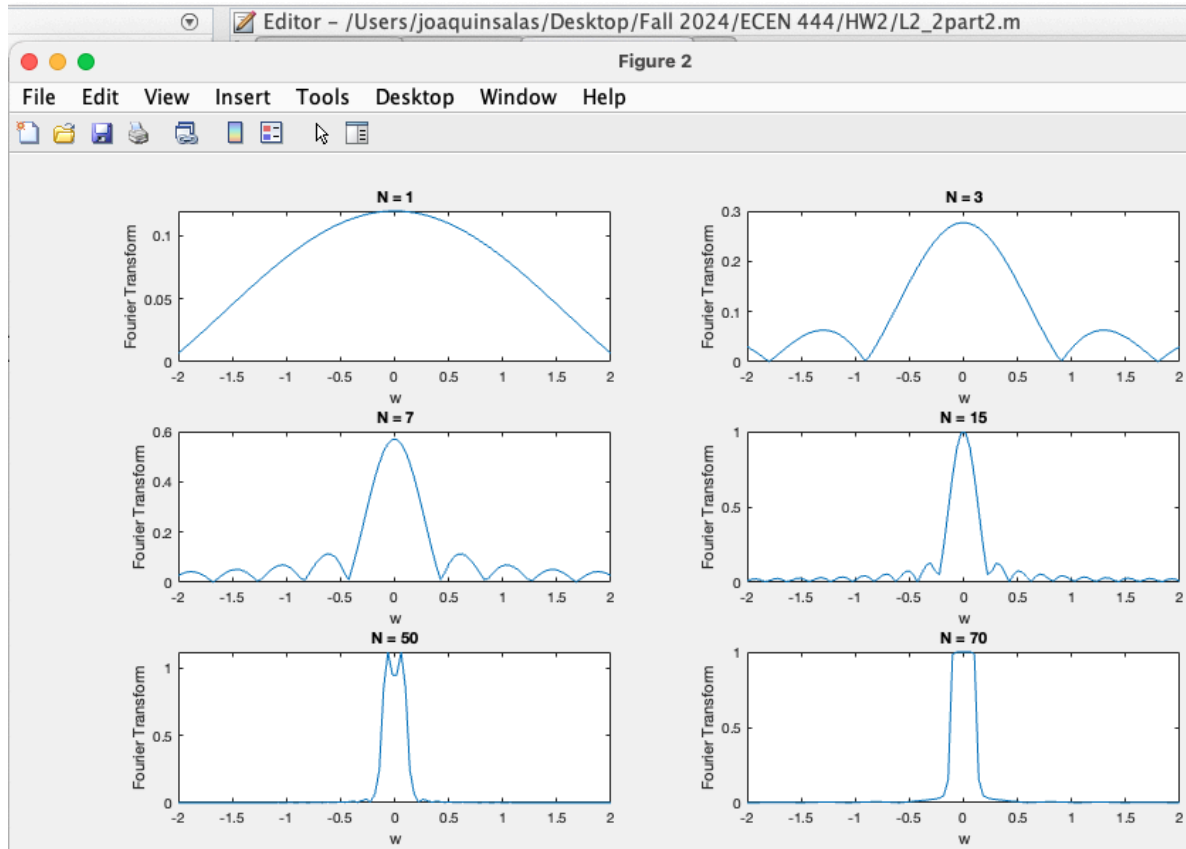 Editor – /Users/joaquinsalas/Desktop/Fall 2024/ECEN 444/HW2/L2_2part2.m
Figure 2
File Edit View Insert Tools Desktop Window Help
N = 1
Fourier Transform
0.1
0.05
0
-2 -1.5 -1 -0.5 0 0.5 1 1.5 2
w
N = 3
Fourier Transform
0.3
0.2
0.1
0
-2 -1.5 -1 -0.5 0 0.5 1 1.5 2
w
N = 7
Fourier Transform
0.6
0.4
0.2
0
-2 -1.5 -1 -0.5 0 0.5 1 1.5 2
w
N = 15
Fourier Transform
1
0.5
0
-2 -1.5 -1 -0.5 0 0.5 1 1.5 2
w
N = 50
Fourier Transform
1
0.5
0
-2 -1.5 -1 -0.5 0 0.5 1 1.5 2
w
N = 70
Fourier Transform
1
0.5
0
-2 -1.5 -1 -0.5 0 0.5 1 1.5 2
w